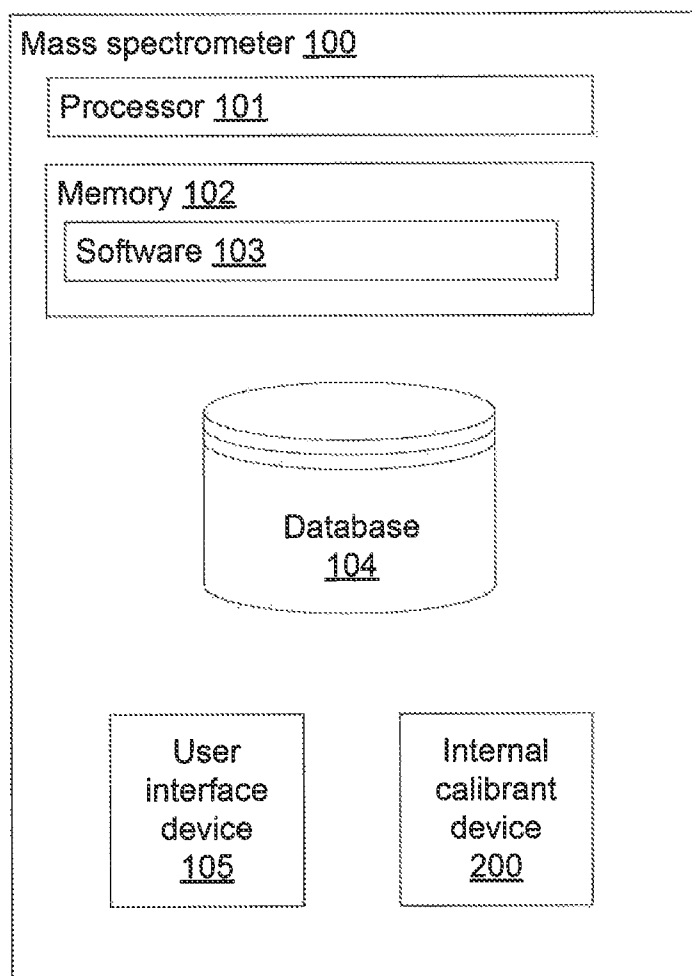 Mass spectrometer 100
Processor 101
Memory 102
Software 103
Database
104
User
interface
device
105
Internal
calibrant
device
200